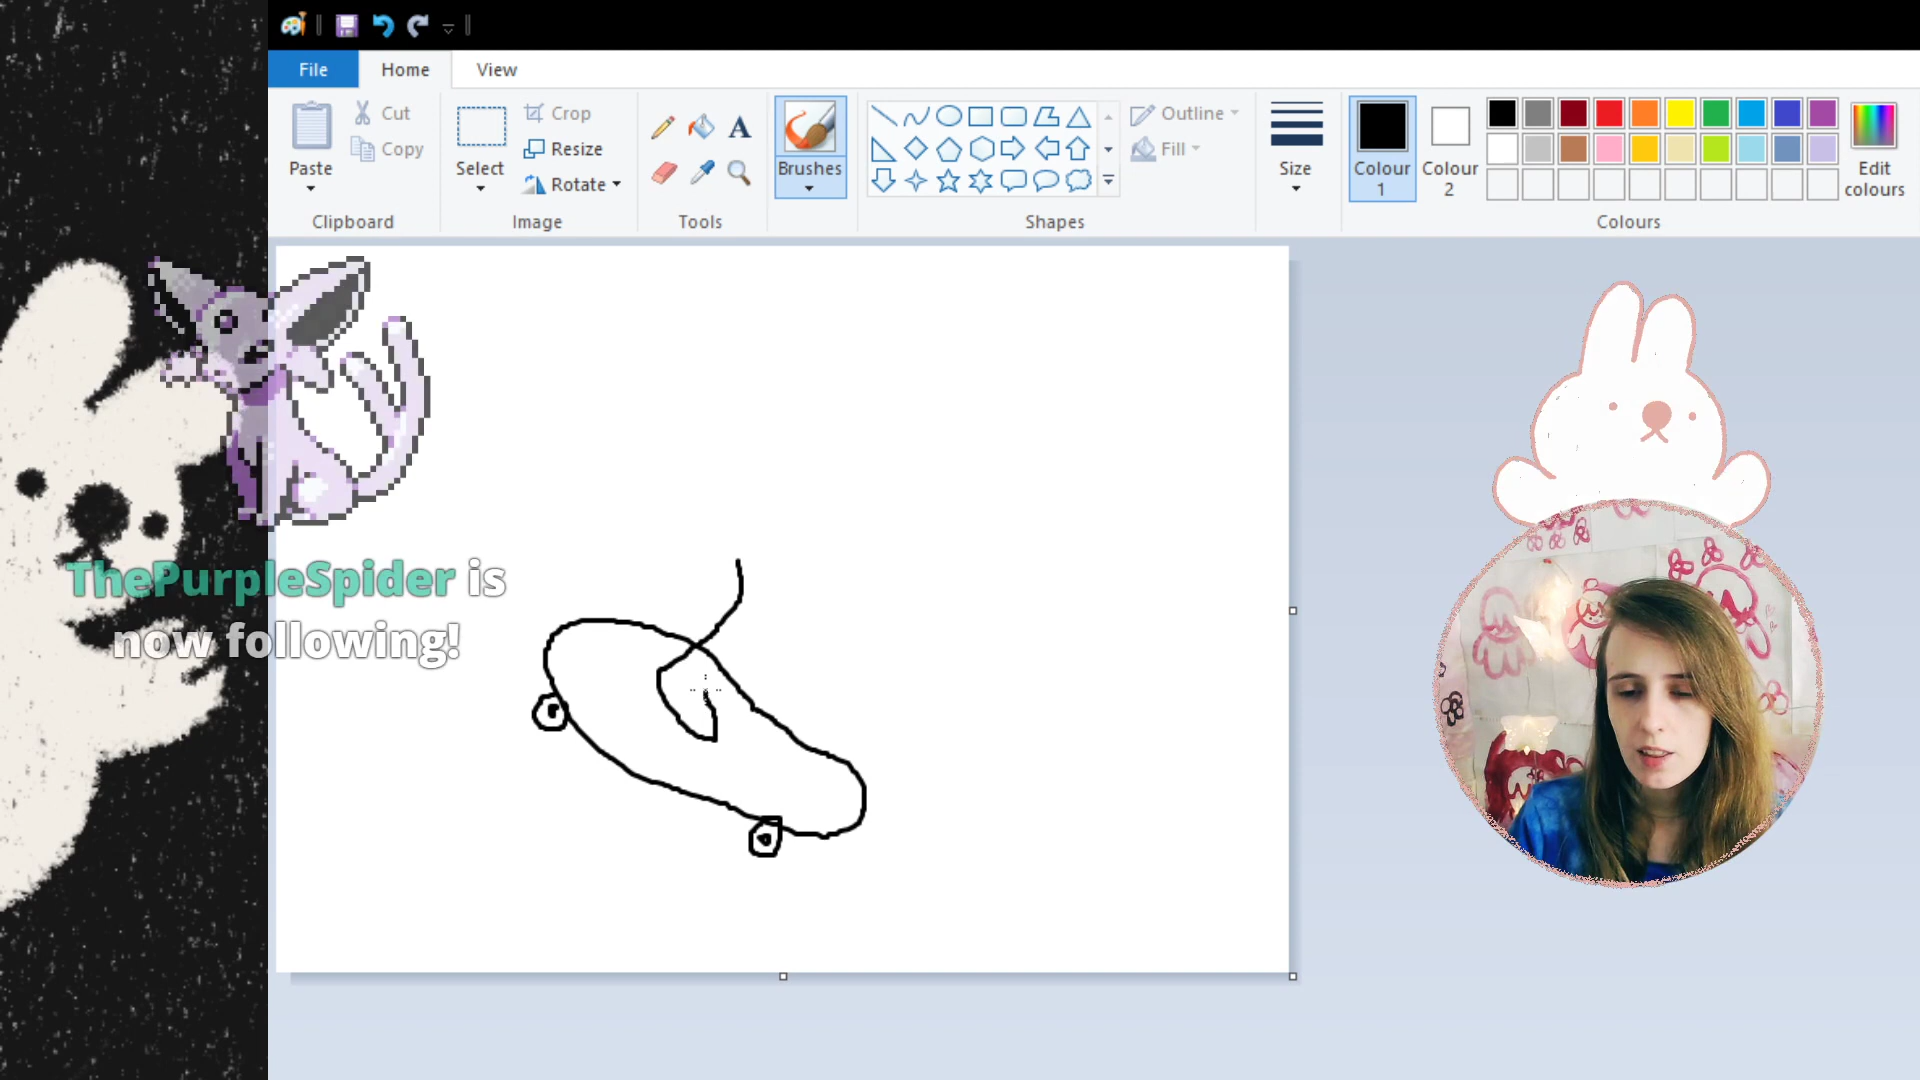 File Home View
Paste
Cut
Copy
Clipboard
Select
Crop
Resize
Rotate
Image
A
Tools
Brushes
Shapes
Outline
Fill
Size
Colour
1
Colour
2
Edit
colours
Colours
ThePurpleSpider is
now following!